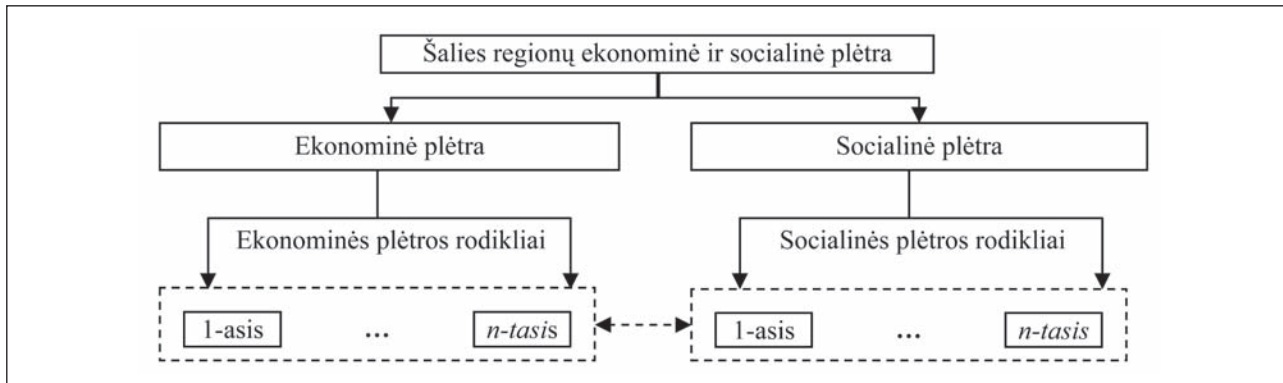 Šalies regionų ekonominė ir socialinė plėtra
Ekonominė plėtra
Socialinė plėtra
Ekonominės plėtros rodikliai
Socialinės plėtros rodikliai
1-asis ... n-tasis
1-asis ... n-tasis